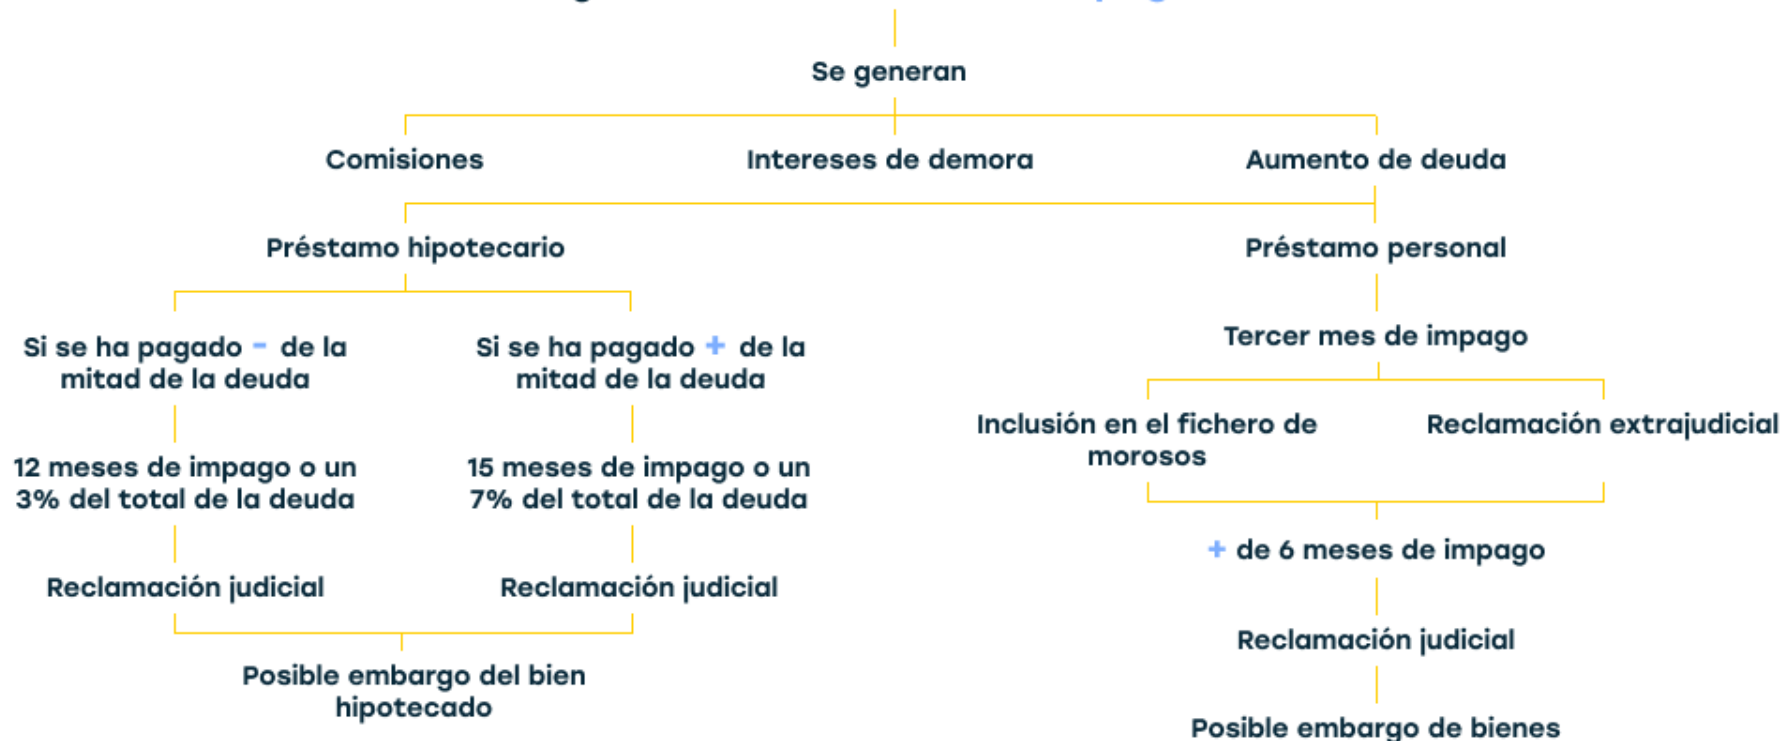 Se generan
Comisiones
Intereses de demora
Aumento de deuda
Préstamo hipotecario
Préstamo personal
Si se ha pagado - de la
mitad de la deuda
Si se ha pagado + de la
mitad de la deuda
Tercer mes de impago
12 meses de impago o un
3% del total de la deuda
15 meses de impago o un
7% del total de la deuda
Inclusión en el fichero de
morosos
Reclamación extrajudicial
+ de 6 meses de impago
Reclamación judicial
Reclamación judicial
Reclamación judicial
Posible embargo del bien
hipotecado
Posible embargo de bienes